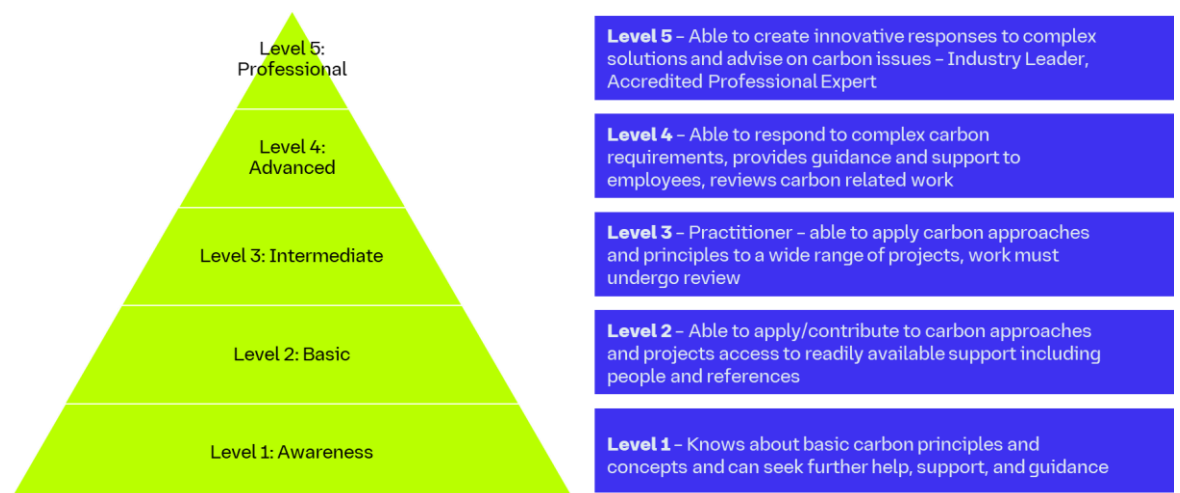 Level 5:
Professional
Level 4:
Advanced
Level 3: Intermediate
Level 2: Basic
Level 1: Awareness
Level 5 – Able to create innovative responses to complex
solutions and advise on carbon issues – Industry Leader,
Accredited Professional Expert
Level 4 – Able to respond to complex carbon
requirements, provides guidance and support to
employees, reviews carbon related work
Level 3 – Practitioner – able to apply carbon approaches
and principles to a wide range of projects, work must
undergo review
Level 2 – Able to apply/contribute to carbon approaches
and projects access to readily available support including
people and references
Level 1 – Knows about basic carbon principles and
concepts and can seek further help, support, and guidance